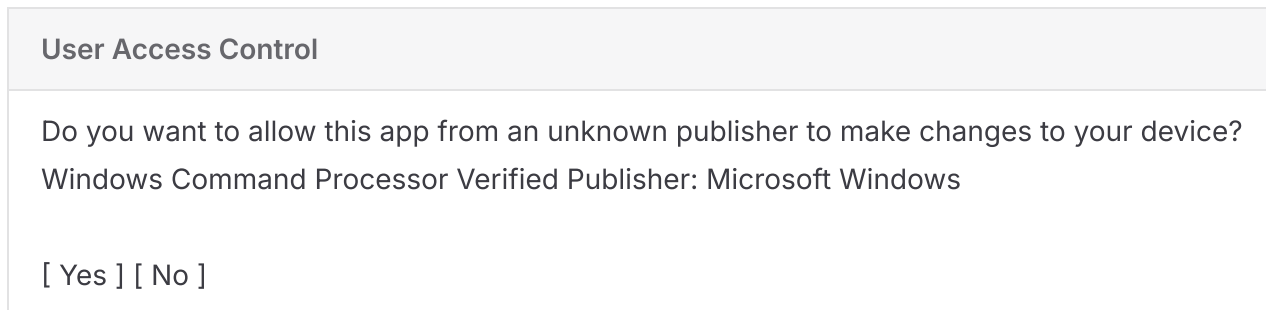 User Access Control
Do you want to allow this app from an unknown publisher to make changes to your device?
Windows Command Processor Verified Publisher: Microsoft Windows
[ Yes ] [ No ]